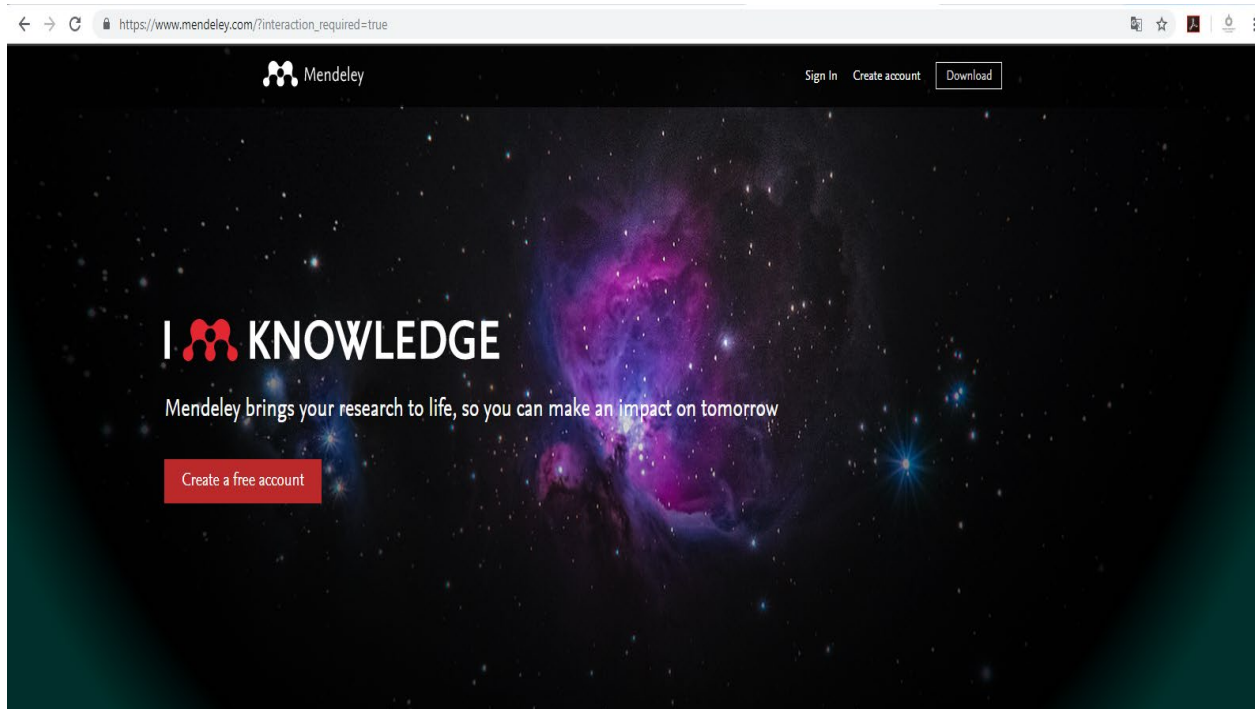 https://www.mendeley.com/?interaction_required=true
Mendeley
Sign In Create account Download
I KNOWLEDGE
Mendeley brings your research to life, so you can make an impact on tomorrow
Create a free account